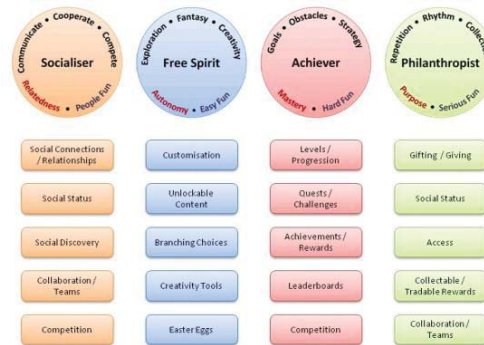 Communicate • Cooperate • Compete
Socialiser
Relatedness • People Fun
Exploration • Fantasy • Creativity
Free Spirit
Autonomy • Easy Fun
Goals • Obstacles • Strategy
Achiever
Mastery • Hard Fun
Repetition • Rhythm •
Philanthropist
Purpose • Serious Fun
Social Connections
/ Relationships
Customisation
Levels /
Progression
Gifting / Giving
Social Status
Unlockable
Content
Quests /
Challenges
Social Status
Social Discovery
Branching Choices
Achievements /
Rewards
Access
Collaboration /
Teams
Creativity Tools
Leaderboards
Collectable /
Tradable Rewards
Competition
Easter Eggs
Competition
Collaboration /
Teams